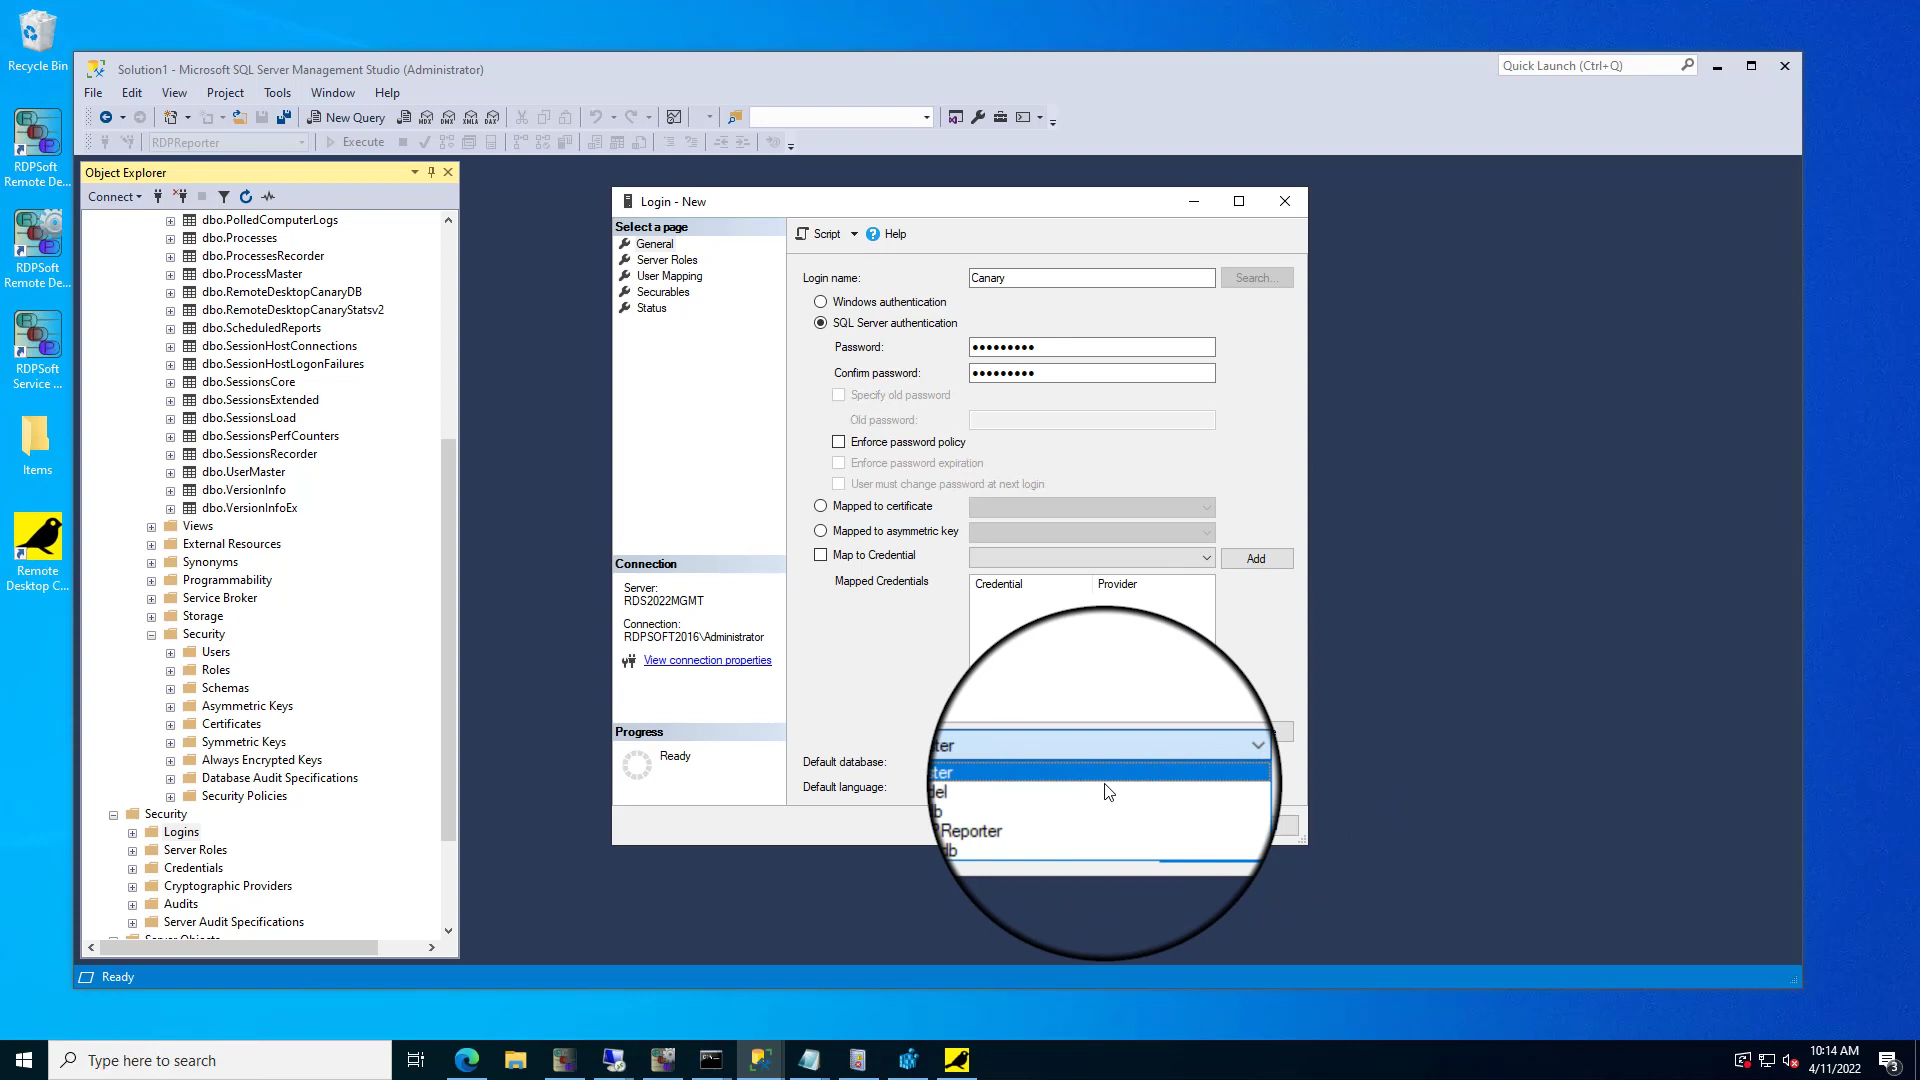 Recycle Bin
RDPSoft
Remote De...
RDPSoft
Remote De...
RDPSoft
Service ...
Items
Remote
Desktop C...
Solution1 - Microsoft SQL Server Management Studio (Administrator)
Quick Launch (Ctrl+Q)
File Edit View Project Tools Window Help
New Query MDX DMX XMLA DAX
RDPReporter Execute
Object Explorer
Connect
dbo.PolledComputerLogs
dbo.Processes
dbo.ProcessesRecorder
dbo.ProcessMaster
dbo.RemoteDesktopCanaryDB
dbo.RemoteDesktopCanaryStatsv2
dbo.ScheduledReports
dbo.SessionHostConnections
dbo.SessionHostLogonFailures
dbo.SessionsCore
dbo.SessionsExtended
dbo.SessionsLoad
dbo.SessionsPerfCounters
dbo.SessionsRecorder
dbo.UserMaster
dbo.VersionInfo
dbo.VersionInfoEx
Views
External Resources
Synonyms
Programmability
Service Broker
Storage
Security
Users
Roles
Schemas
Asymmetric Keys
Certificates
Symmetric Keys
Always Encrypted Keys
Database Audit Specifications
Security Policies
Security
Logins
Server Roles
Credentials
Cryptographic Providers
Audits
Server Audit Specifications
Login - New
Select a page
General
Server Roles
User Mapping
Securables
Status
Connection
Server:
RDS2022MGMT
Connection:
RDPSOFT2016\Administrator
View connection properties
Progress
Ready
Script Help
Login name: Canary Search...
Windows authentication
SQL Server authentication
Password: •••••••••
Confirm password: •••••••••
Specify old password
Old password:
Enforce password policy
Enforce password expiration
User must change password at next login
Mapped to certificate
Mapped to asymmetric key
Map to Credential Add
Mapped Credentials Credential Provider
Default database:
Default language:
ter
ter
del
b
PReporter
db
Ready
Type here to search
10:14 AM
4/11/2022
3